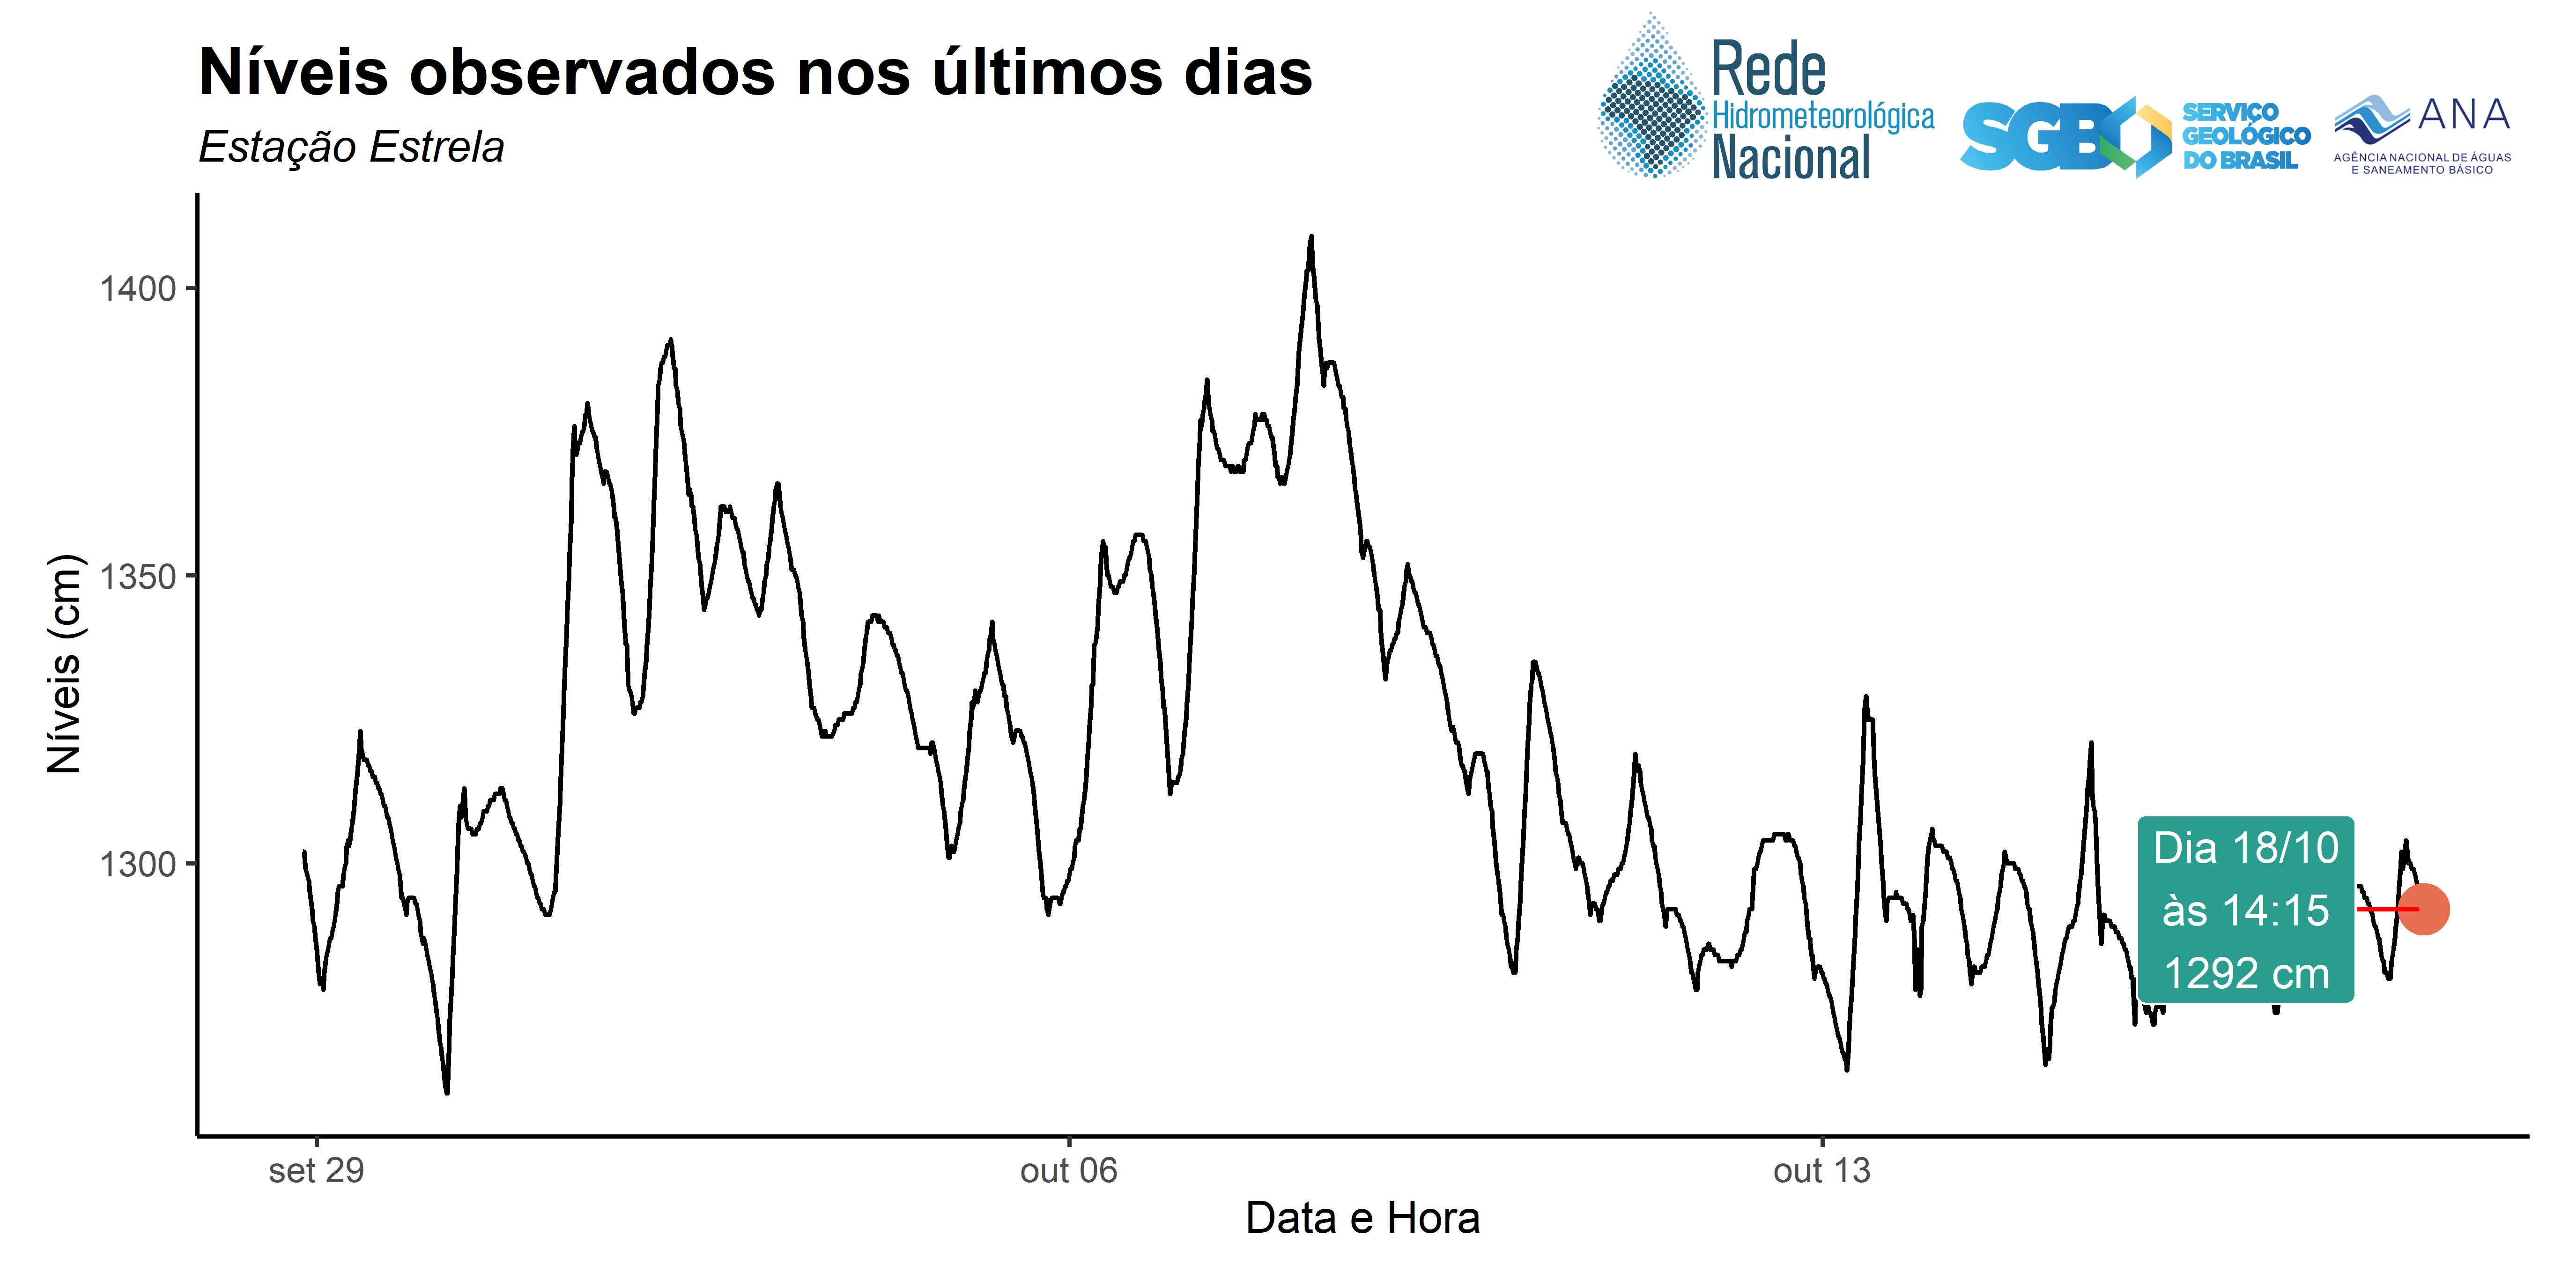 Níveis observados nos últimos dias
Estação Estrela
Rede
Hidrometeorológica
Nacional
SGB
SERVIÇO
GEOLÓGICO
DO BRASIL
ANA
AGÊNCIA NACIONAL DE ÁGUAS
E SANEAMENTO BÁSICO
Níveis (cm)
1400
1350
1300
Dia 18/10
às 14:15
1292 cm
set 29
out 06
out 13
Data e Hora